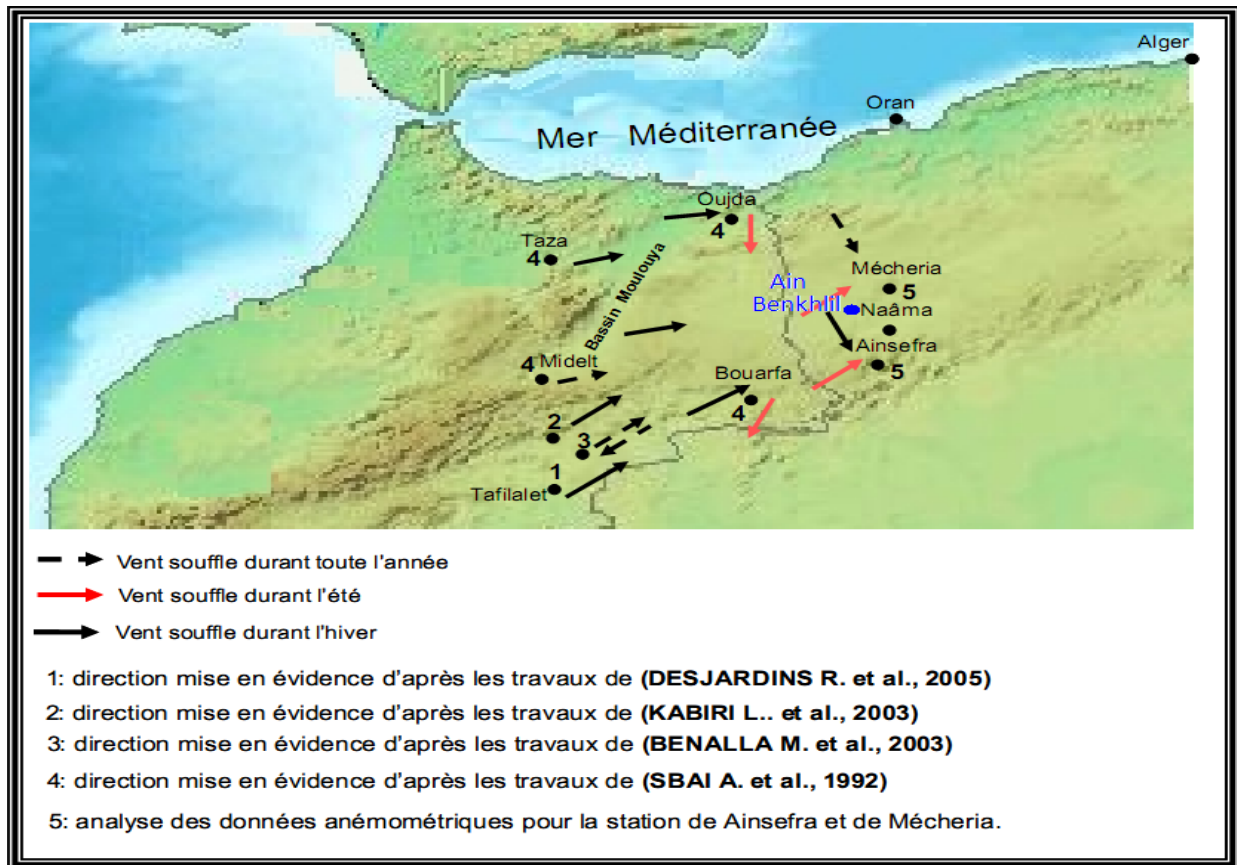 Alger
Oran
Mer Méditerranée
Oujda
4
Taza
4
Bassin Moulouya
Mécheria
5
Ain
Benkhlil
Naâma
Ainsefra
5
4 Midelt
Bouarfa
4
2
3
1
Tafilalet
Vent souffle durant toute l'année
Vent souffle durant l'été
Vent souffle durant l'hiver
1: direction mise en évidence d'après les travaux de (DESJARDINS R. et al., 2005)
2: direction mise en évidence d'après les travaux de (KABIRI L.. et al., 2003)
3: direction mise en évidence d'après les travaux de (BENALLA M. et al., 2003)
4: direction mise en évidence d'après les travaux de (SBAI A. et al., 1992)
5: analyse des données anémométriques pour la station de Ainsefra et de Mécheria.